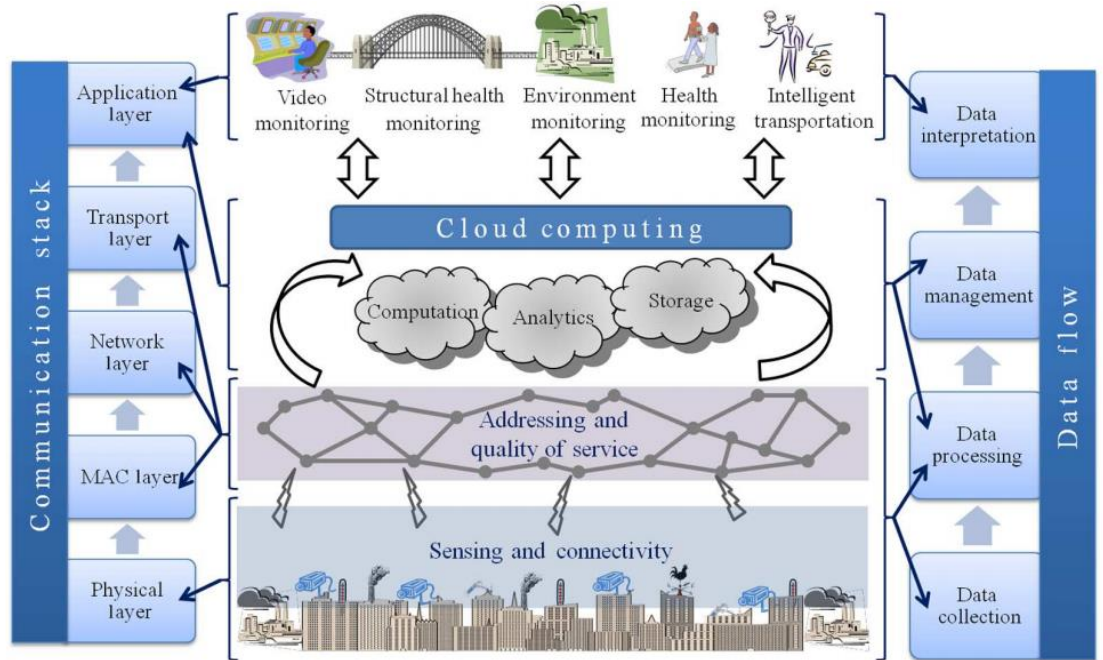 Communication stack
Application
layer
Transport
layer
Network
layer
MAC layer
Physical
layer
Video
monitoring
Structural health
monitoring
Environment
monitoring
Health
monitoring
Intelligent
transportation
Cloud computing
Computation
Analytics
Storage
Addressing and
quality of service
Sensing and connectivity
Data
interpretation
Data
management
Data
processing
Data
collection
Data flow